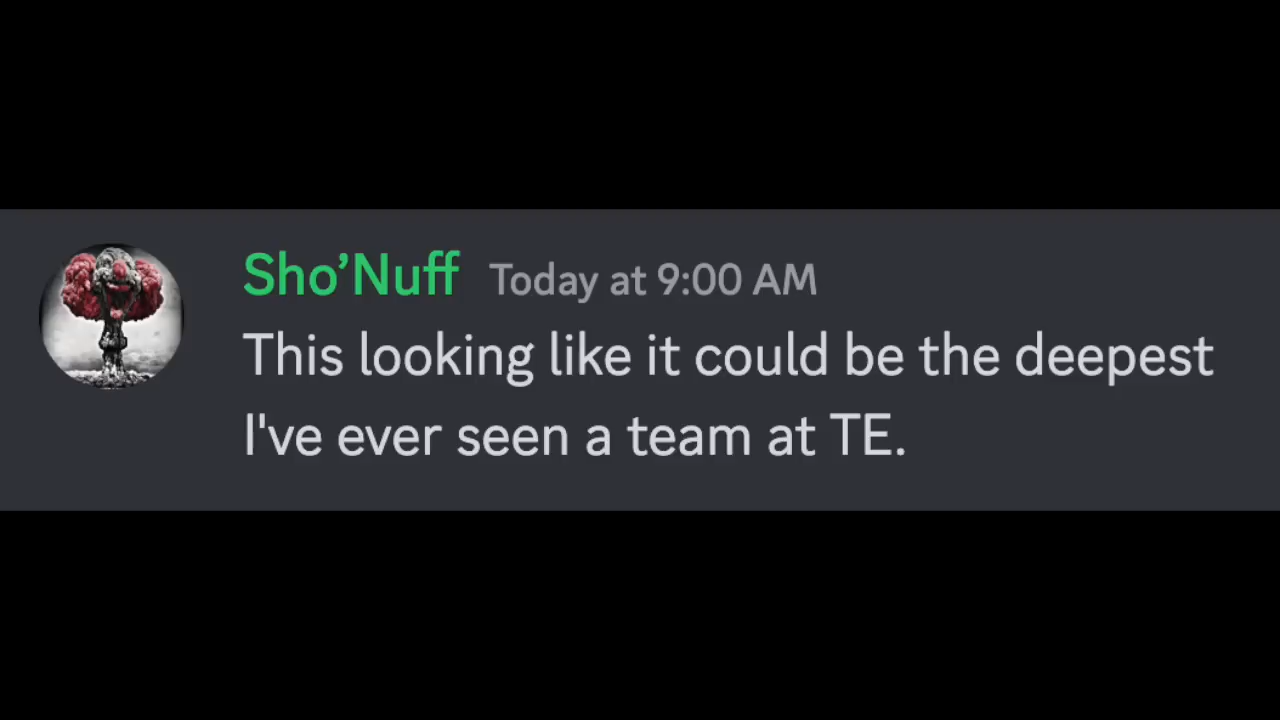 Sho’Nuff Today at 9:00 AM
This looking like it could be the deepest
I've ever seen a team at TE.